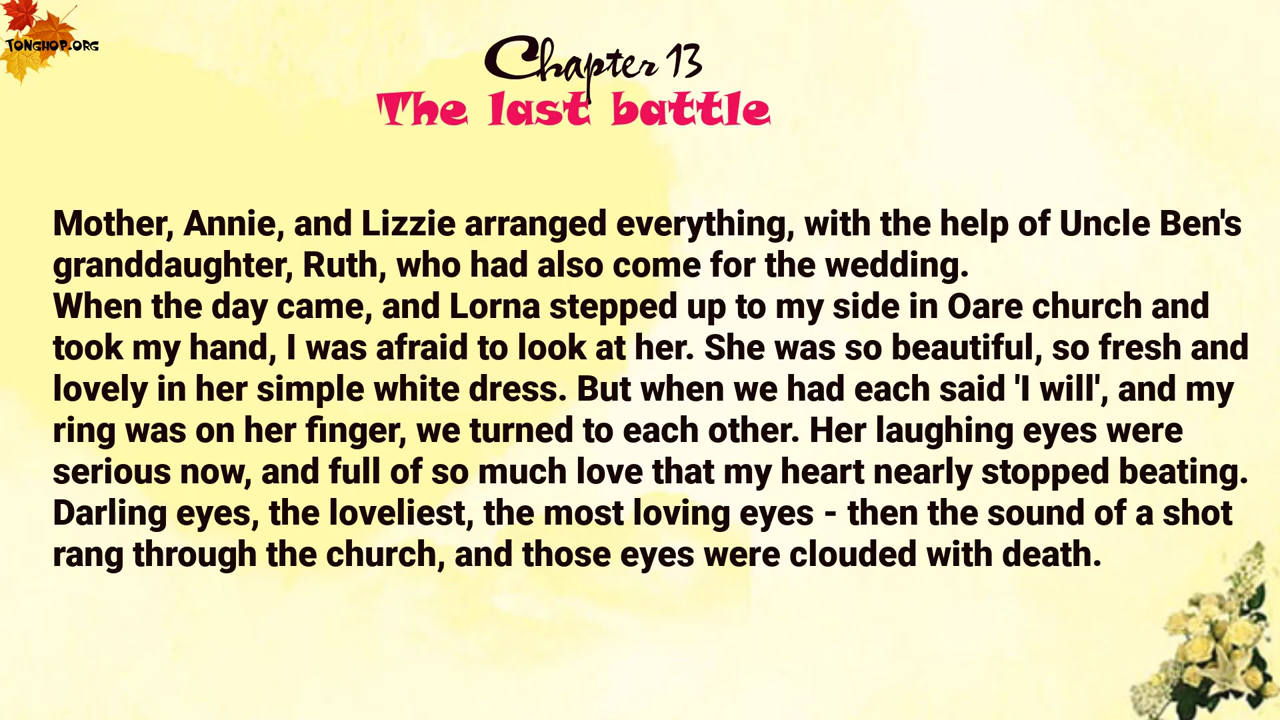 TONGHOP.ORG
Chapter 13
The last battle
Mother, Annie, and Lizzie arranged everything, with the help of Uncle Ben's
granddaughter, Ruth, who had also come for the wedding.
When the day came, and Lorna stepped up to my side in Oare church and
took my hand, I was afraid to look at her. She was so beautiful, so fresh and
lovely in her simple white dress. But when we had each said 'I will', and my
ring was on her finger, we turned to each other. Her laughing eyes were
serious now, and full of so much love that my heart nearly stopped beating.
Darling eyes, the loveliest, the most loving eyes - then the sound of a shot
rang through the church, and those eyes were clouded with death.